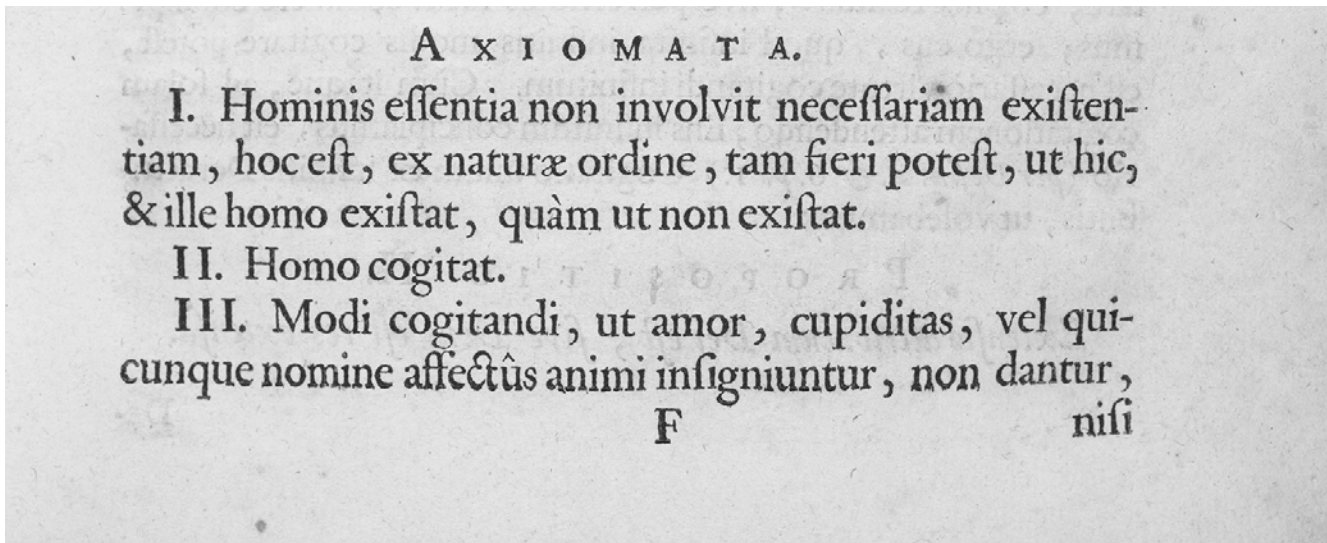 AXIOMATA.
I. Hominis eſſentia non involvit neceſſariam exiſten-
tiam, hoc eſt, ex naturæ ordine, tam fieri poteſt, ut hic,
& ille homo exiſtat, quàm ut non exiſtat.
II. Homo cogitat.
III. Modi cogitandi, ut amor, cupiditas, vel qui-
cunque nomine affectûs animi inſigniuntur, non dantur,
F niſi